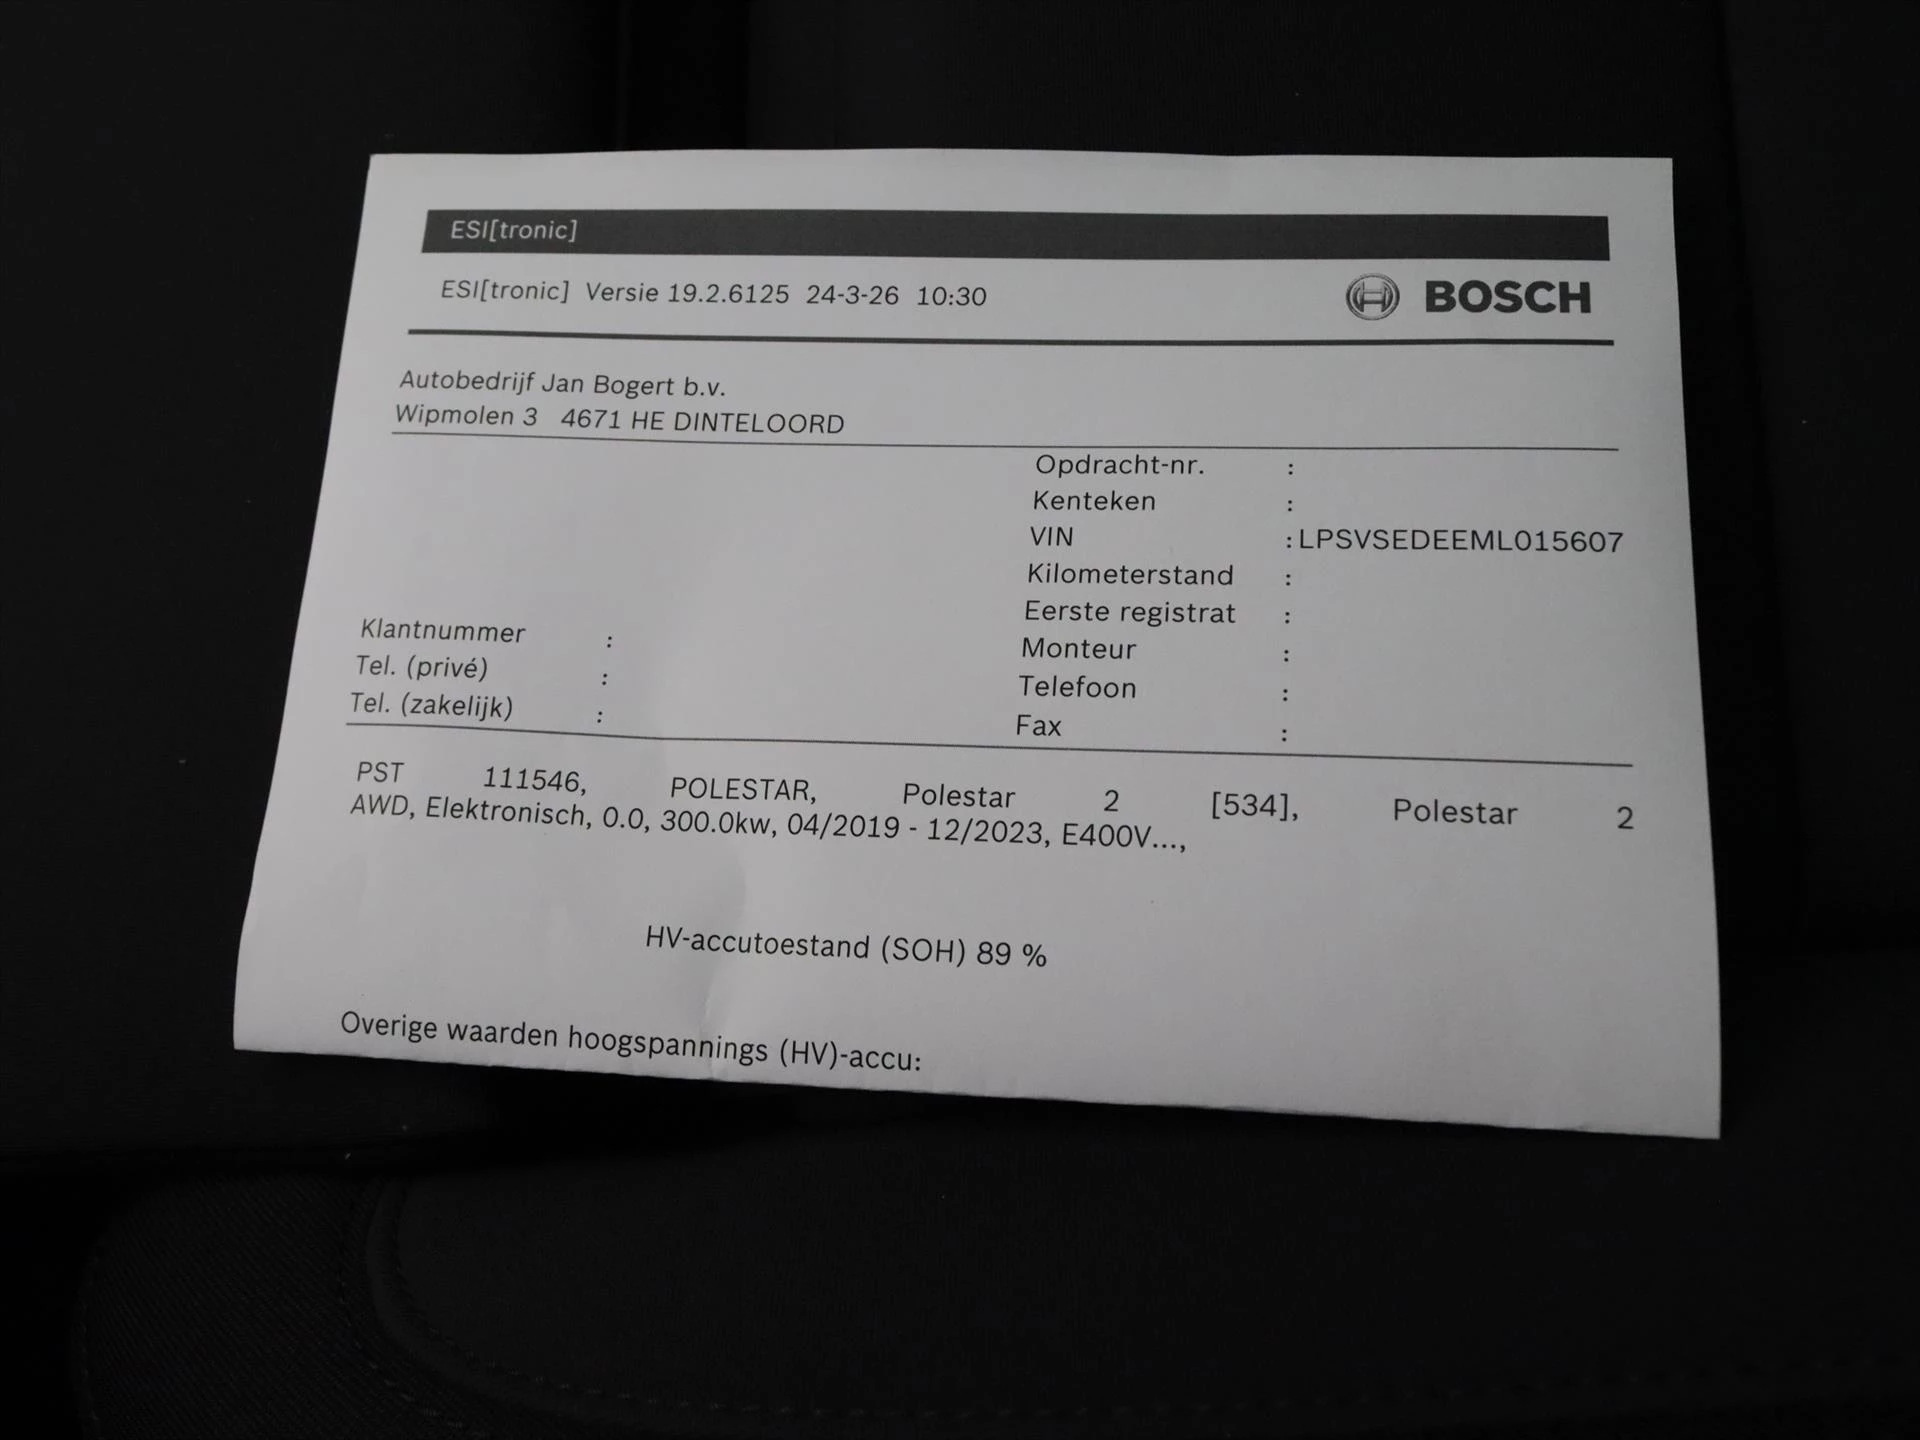 ESI[tronic]
ESI[tronic] Versie 19.2.6125 24-3-26 10:30
BOSCH
Autobedrijf Jan Bogert b.v.
Wipmolen 3 4671 HE DINTELOORD
Opdracht-nr. :
Kenteken :
VIN :LPSVSEDEEML015607
Kilometerstand :
Eerste registrat :
Monteur :
Telefoon :
Fax :
Klantnummer :
Tel. (privé) :
Tel. (zakelijk) :
PST 111546, POLESTAR, Polestar 2 [534], Polestar 2
AWD, Elektronisch, 0.0, 300.0kw, 04/2019 - 12/2023, E400V...,
HV-accutoestand (SOH) 89 %
Overige waarden hoogspannings (HV)-accu: